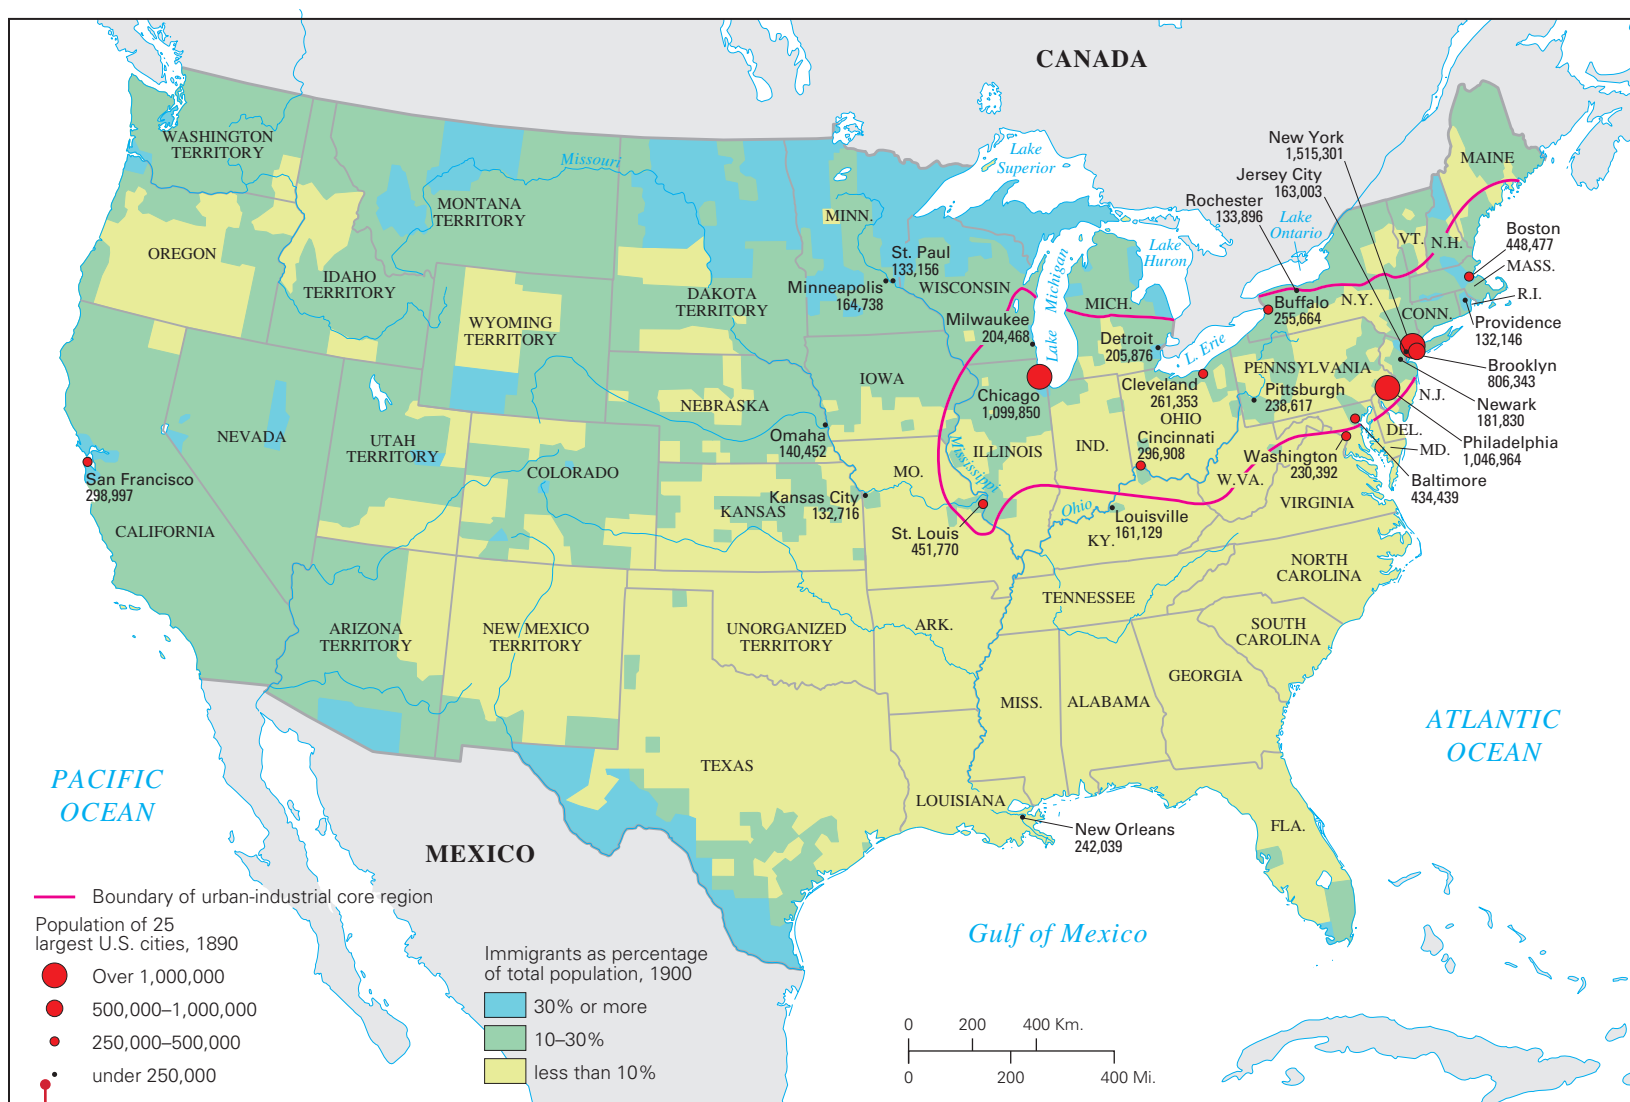 CANADA
New York
1,515,301
Jersey City
163,003
Rochester
133,896
Lake
Superior
Lake
Ontario
Lake
Huron
Lake Michigan
L. Erie
Missouri
WASHINGTON
TERRITORY
MONTANA
TERRITORY
OREGON
IDAHO
TERRITORY
WYOMING
TERRITORY
DAKOTA
TERRITORY
MINN.
St. Paul
133,156
Minneapolis
164,738
WISCONSIN
MICH.
MAINE
VT.
N.H.
Boston
448,477
MASS.
R.I.
CONN.
N.Y.
Buffalo
255,664
Providence
132,146
Milwaukee
204,468
Detroit
205,876
Brooklyn
806,343
PENNSYLVANIA
Cleveland
261,353
Pittsburgh
238,617
N.J.
Newark
181,830
Chicago
1,099,850
IOWA
NEBRASKA
NEVADA
UTAH
TERRITORY
COLORADO
Omaha
140,452
OHIO
Cincinnati
296,908
IND.
ILLINOIS
Mississippi
MO.
DEL.
MD.
Philadelphia
1,046,964
Washington
230,392
W.VA.
Baltimore
434,439
VIRGINIA
San Francisco
298,997
CALIFORNIA
Kansas City
132,716
KANSAS
St. Louis
451,770
Ohio
Louisville
161,129
KY.
NORTH
CAROLINA
TENNESSEE
SOUTH
CAROLINA
ARIZONA
TERRITORY
NEW MEXICO
TERRITORY
UNORGANIZED
TERRITORY
ARK.
GEORGIA
MISS.
ALABAMA
TEXAS
LOUISIANA
New Orleans
242,039
FLA.
PACIFIC
OCEAN
ATLANTIC
OCEAN
MEXICO
Gulf of Mexico
Boundary of urban-industrial core region
Population of 25
largest U.S. cities, 1890
Over 1,000,000
500,000–1,000,000
250,000–500,000
under 250,000
Immigrants as percentage
of total population, 1900
30% or more
10–30%
less than 10%
0 200 400 Km.
0 200 400 Mi.